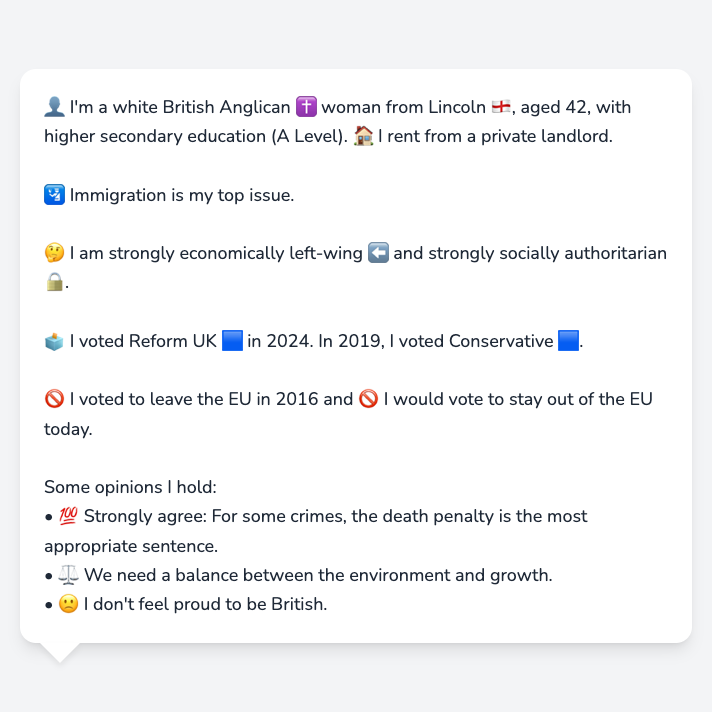 👤 I'm a white British Anglican ✝️ woman from Lincoln 🏴󠁧󠁢󠁥󠁮󠁧󠁿, aged 42, with
higher secondary education (A Level). 🏠 I rent from a private landlord.
🛂 Immigration is my top issue.
🤔 I am strongly economically left-wing ⬅️ and strongly socially authoritarian
🔒.
🗳️ I voted Reform UK 🟦 in 2024. In 2019, I voted Conservative 🟦.
🚫 I voted to leave the EU in 2016 and 🚫 I would vote to stay out of the EU
today.
Some opinions I hold:
• 💯 Strongly agree: For some crimes, the death penalty is the most
appropriate sentence.
• ⚖️ We need a balance between the environment and growth.
• 🙁 I don't feel proud to be British.